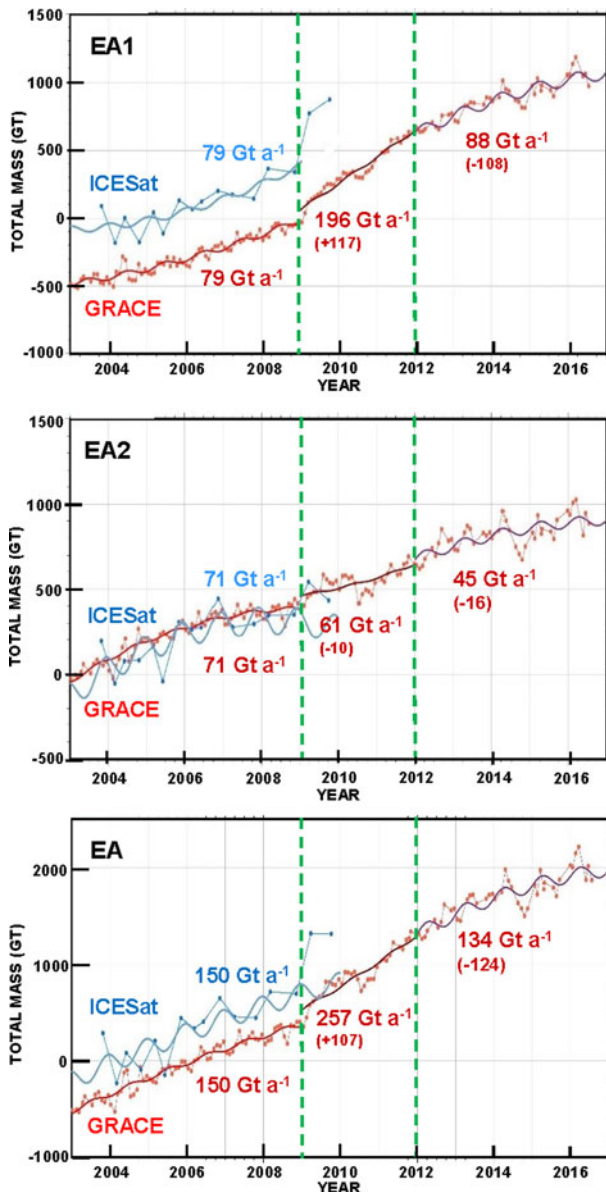 1500
EA1
1000
79 Gt a⁻¹
88 Gt a⁻¹
(-108)
500
ICESat
TOTAL MASS (GT)
0
196 Gt a⁻¹
(+117)
79 Gt a⁻¹
-500
GRACE
-1000
2004 2006 2008 2010 2012 2014 2016
YEAR
1500
EA2
1000
71 Gt a⁻¹
500
ICESat
45 Gt a⁻¹
(-16)
TOTAL MASS (GT)
61 Gt a⁻¹
(-10)
71 Gt a⁻¹
0
GRACE
-500
2004 2006 2008 2010 2012 2014 2016
YEAR
EA
2000
134 Gt a⁻¹
(-124)
150 Gt a⁻¹
1000
ICESat
TOTAL MASS (GT)
257 Gt a⁻¹
(+107)
0
150 Gt a⁻¹
GRACE
-1000
2004 2006 2008 2010 2012 2014 2016
YEAR